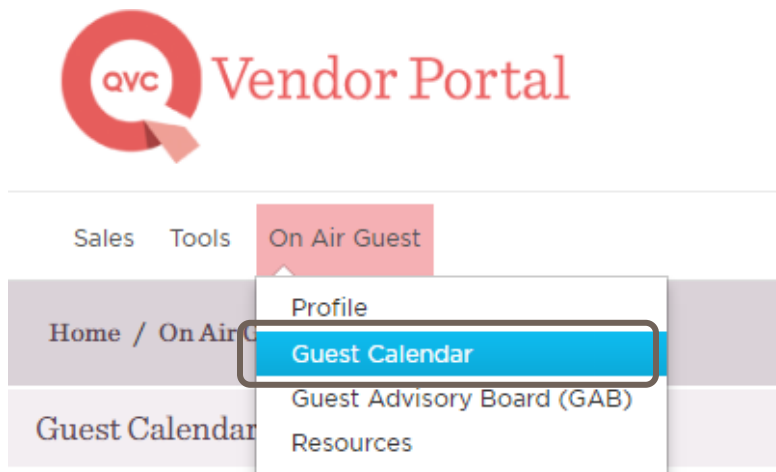 QVC Vendor Portal
Sales Tools On Air Guest
Profile
Home / On Air G
Guest Calendar
Guest Advisory Board (GAB)
Guest Calendar
Resources